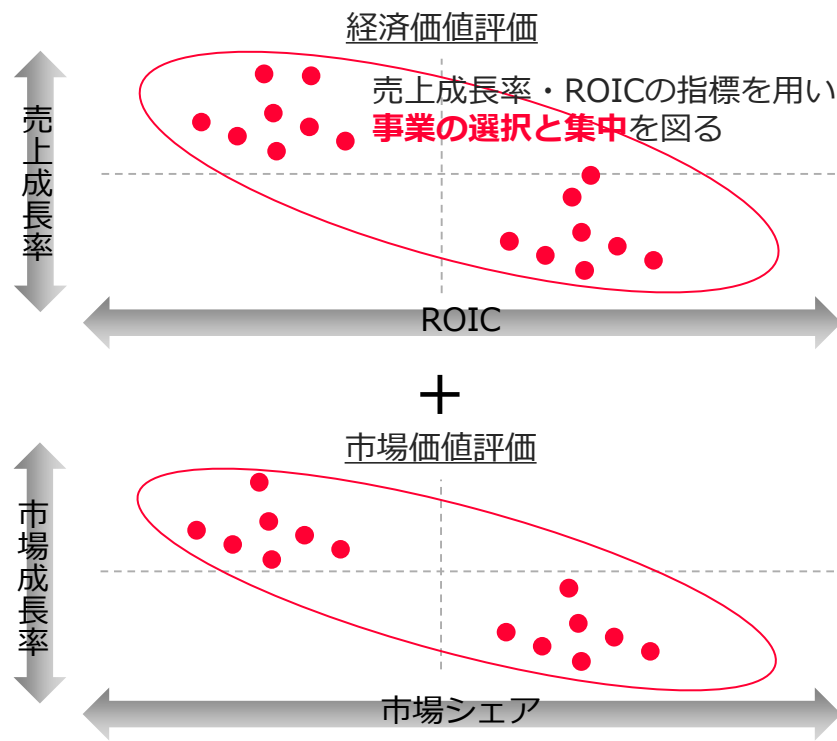 経済価値評価
売上成長率・ROICの指標を用い
事業の選択と集中を図る
売上成長率
ROIC
＋
市場価値評価
市場成長率
市場シェア